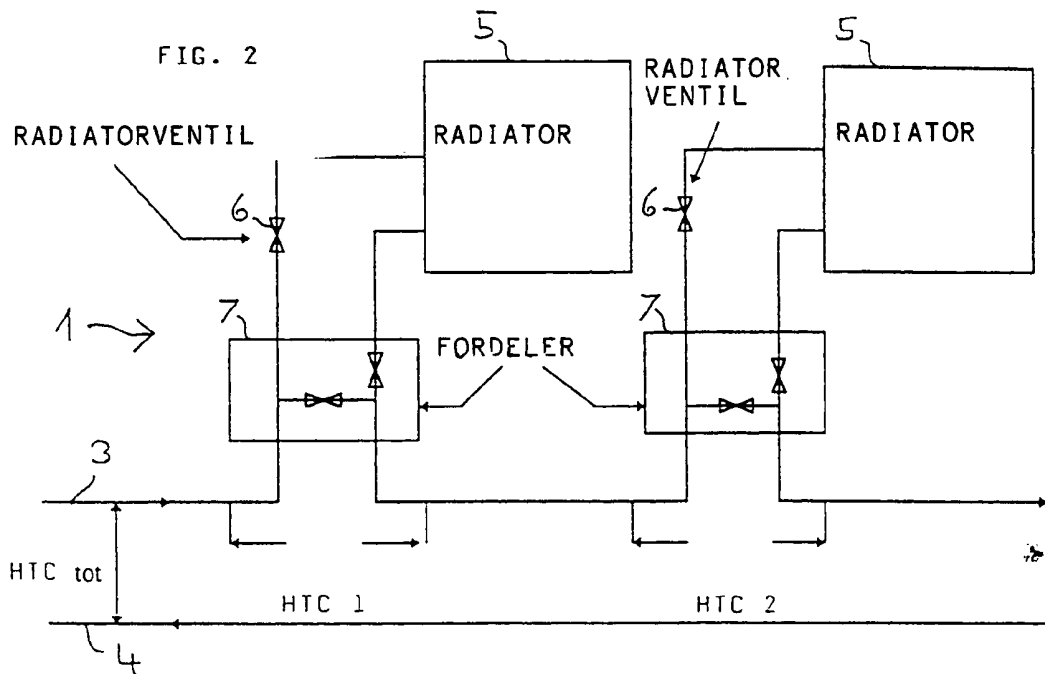 FIG. 2
5
5
RADIATOR
VENTIL
RADIATORVENTIL
RADIATOR
RADIATOR
6
6
1
7
7
FORDELER
3
HTC tot
HTC 1
HTC 2
4